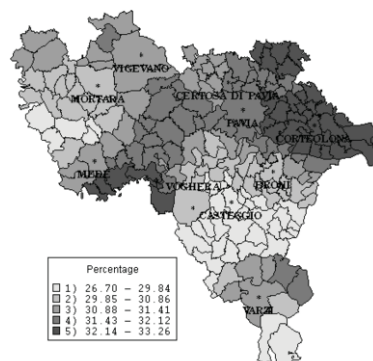 VIGEVANO
MORTARA
CERTOSA DI PAVIA
PAVIA
CORTEOLONA
MEDE
VOGHERA
BRONI
CASTEGGIO
VARZI
Percentage
1) 26.70 - 29.84
2) 29.85 - 30.86
3) 30.88 - 31.41
4) 31.43 - 32.12
5) 32.14 - 33.26